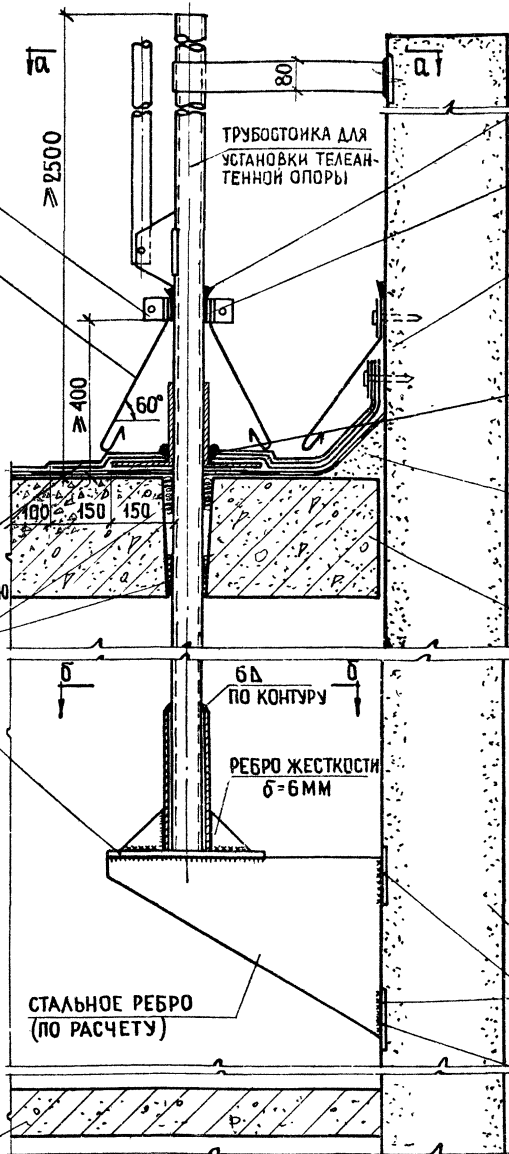 а а
80
≥2500
ТРУБОСТОЙКА ДЛЯ
УСТАНОВКИ ТЕЛЕАН-
ТЕННОЙ ОПОРЫ
≥400
60°
100 150 150
б б
6Δ
ПО КОНТУРУ
РЕБРО ЖЕСТКОСТИ
δ=6ММ
СТАЛЬНОЕ РЕБРО
(ПО РАСЧЕТУ)